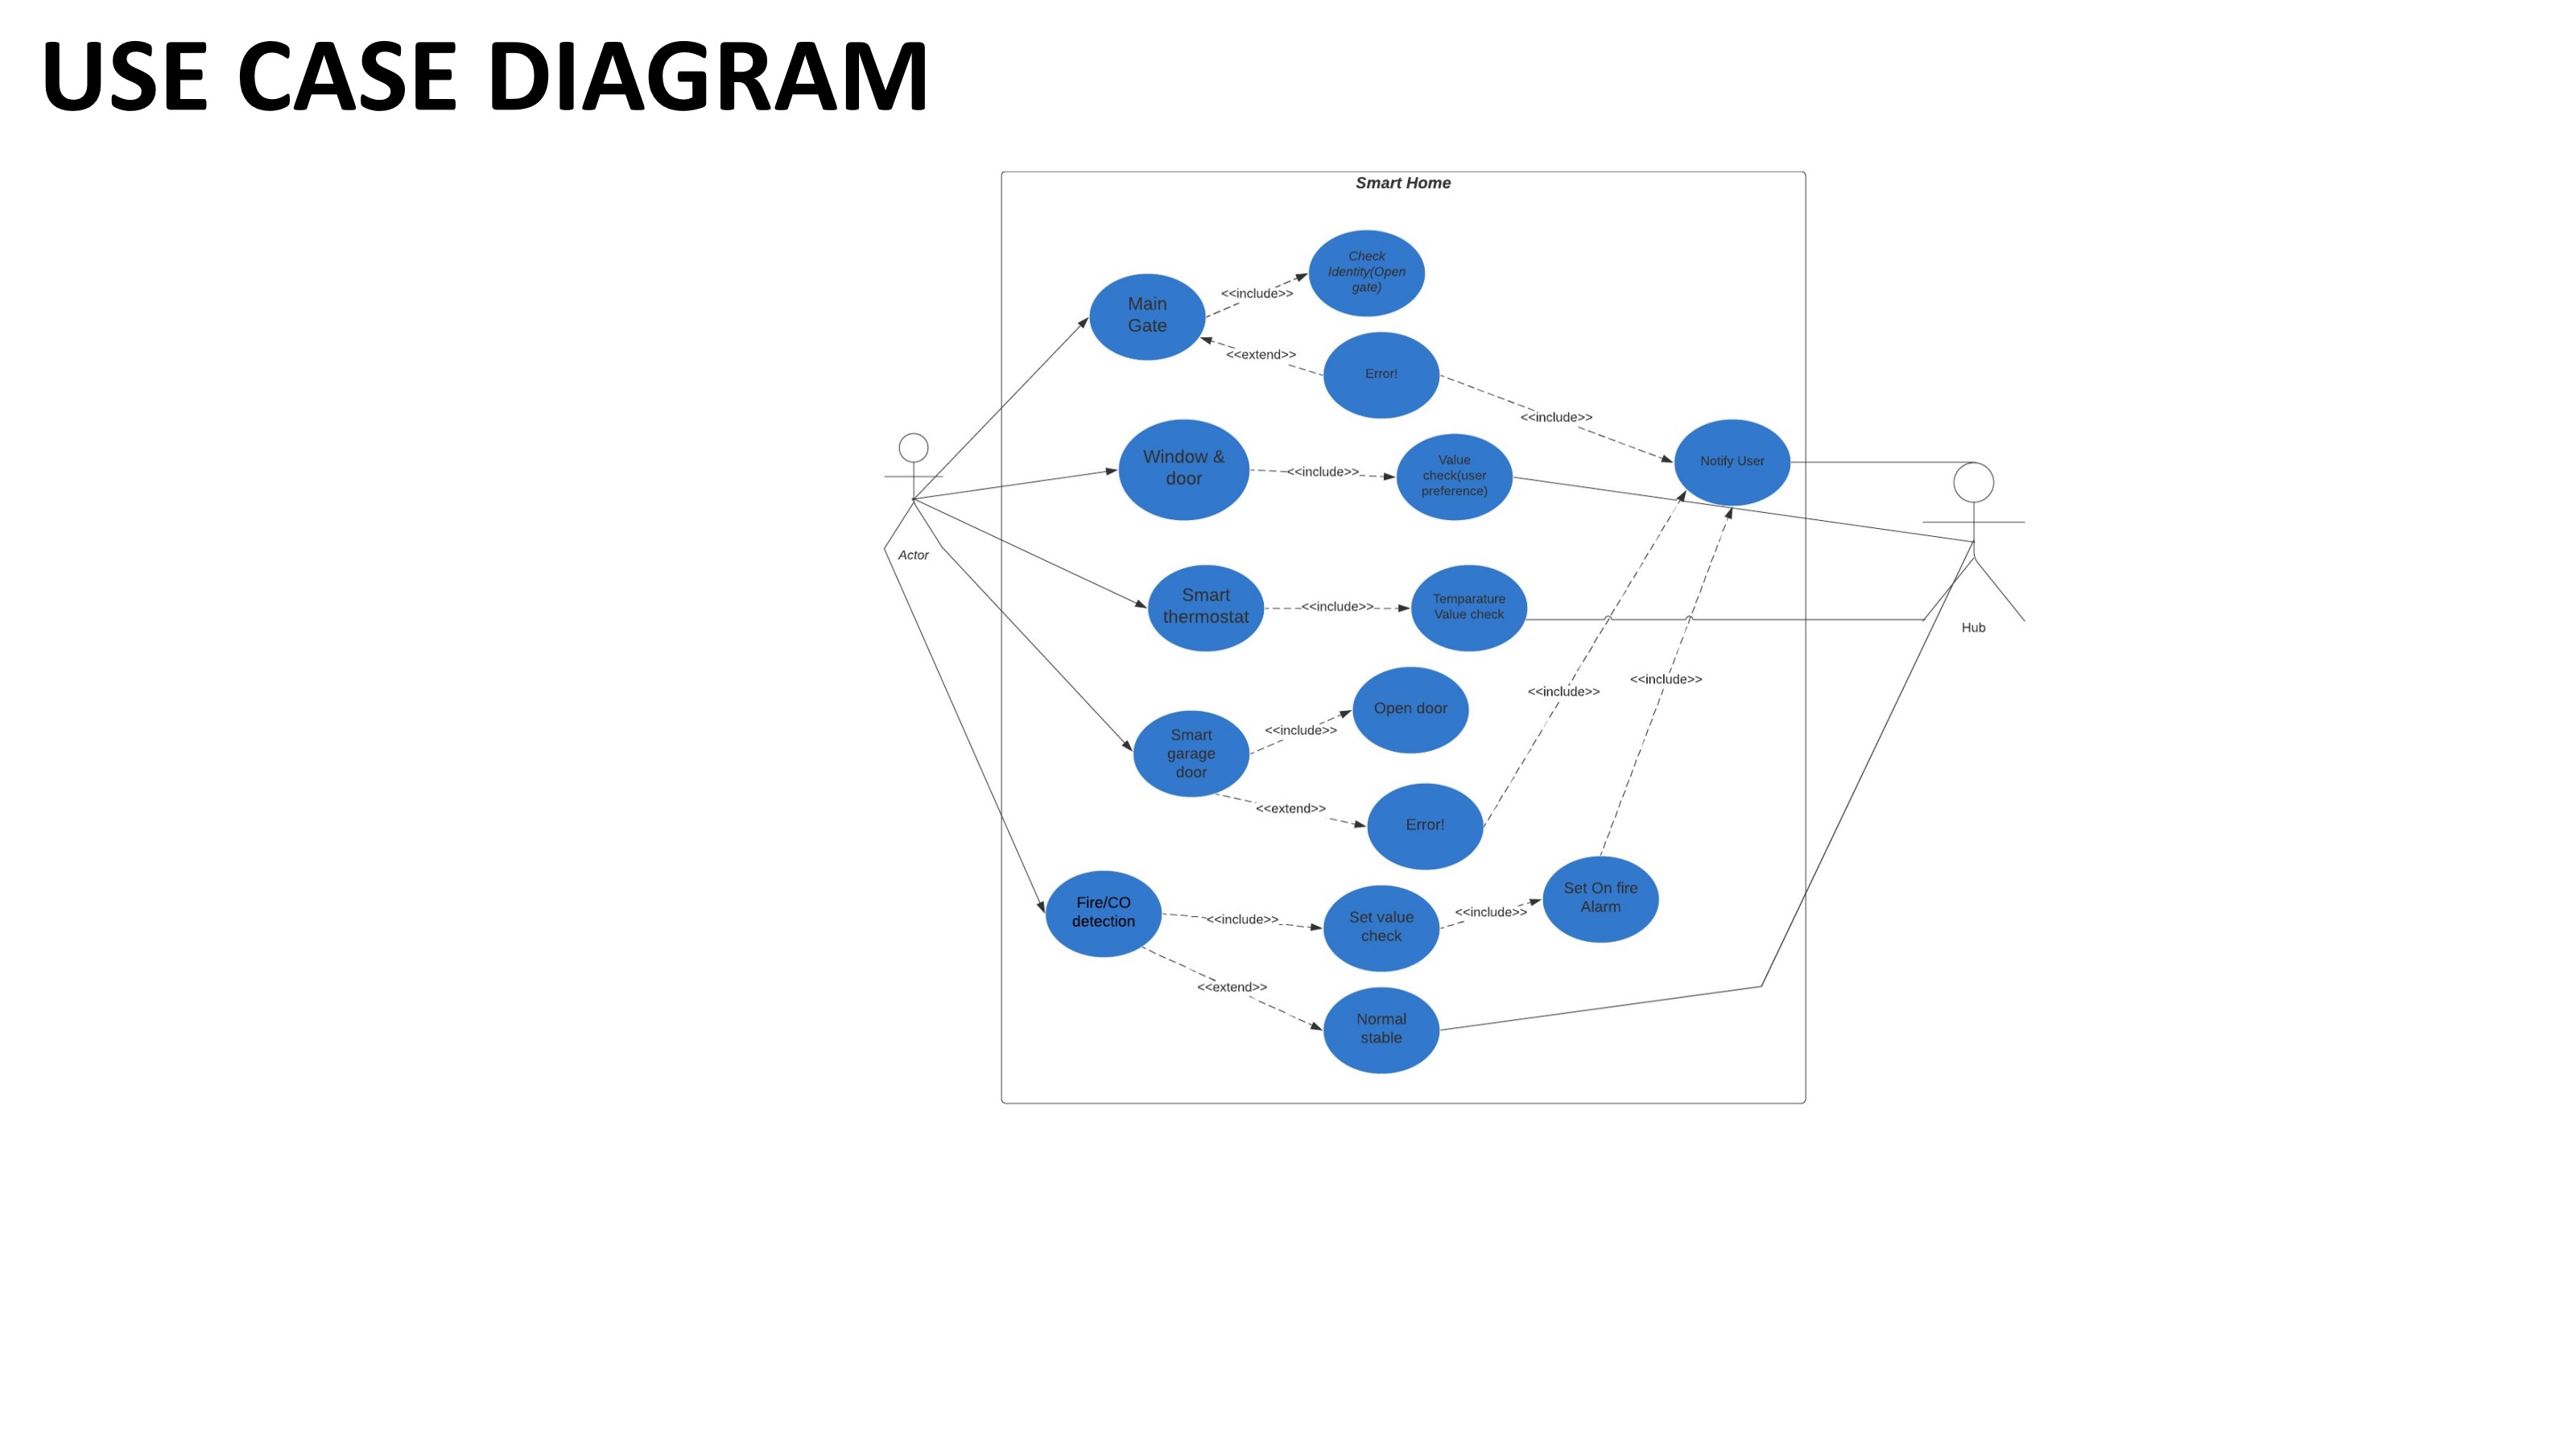 USE CASE DIAGRAM
Smart Home
Check
Identity(Open
gate)
<<include>>
Main
Gate
<<extend>>
Error!
<<include>>
Window &
door
<<include>>
Value
check(user
preference)
Notify User
Actor
Smart
thermostat
<<include>>
Temparature
Value check
Hub
<<include>>
<<include>>
Open door
<<include>>
Smart
garage
door
<<extend>>
Error!
Fire/CO
detection
<<include>>
Set value
check
<<include>>
Set On fire
Alarm
<<extend>>
Normal
stable